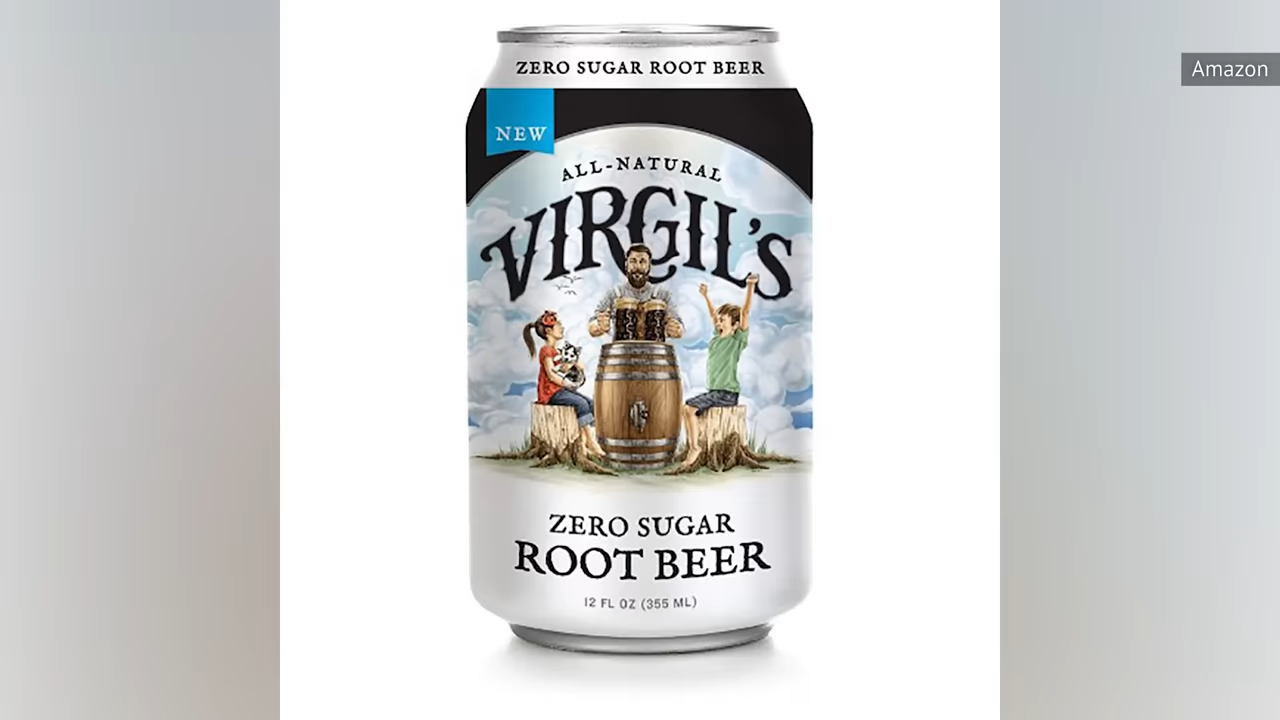 Amazon
ZERO SUGAR ROOT BEER
NEW
ALL-NATURAL
VIRGIL'S
ZERO SUGAR
ROOT BEER
12 FL OZ (355 ML)